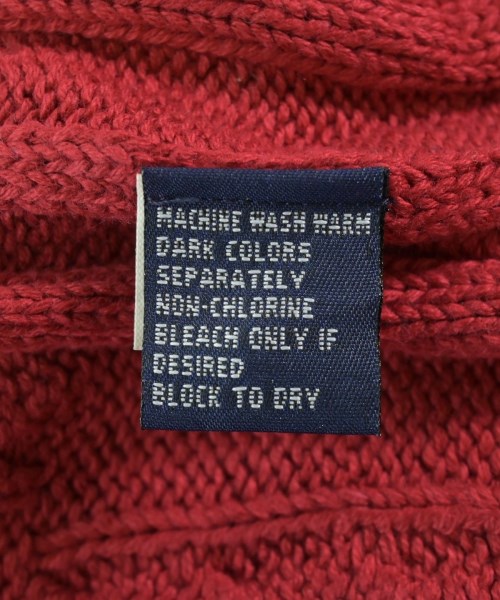 MACHINE WASH WARM
DARK COLORS
SEPARATELY
NON-CHLORINE
BLEACH ONLY IF
DESIRED
BLOCK TO DRY